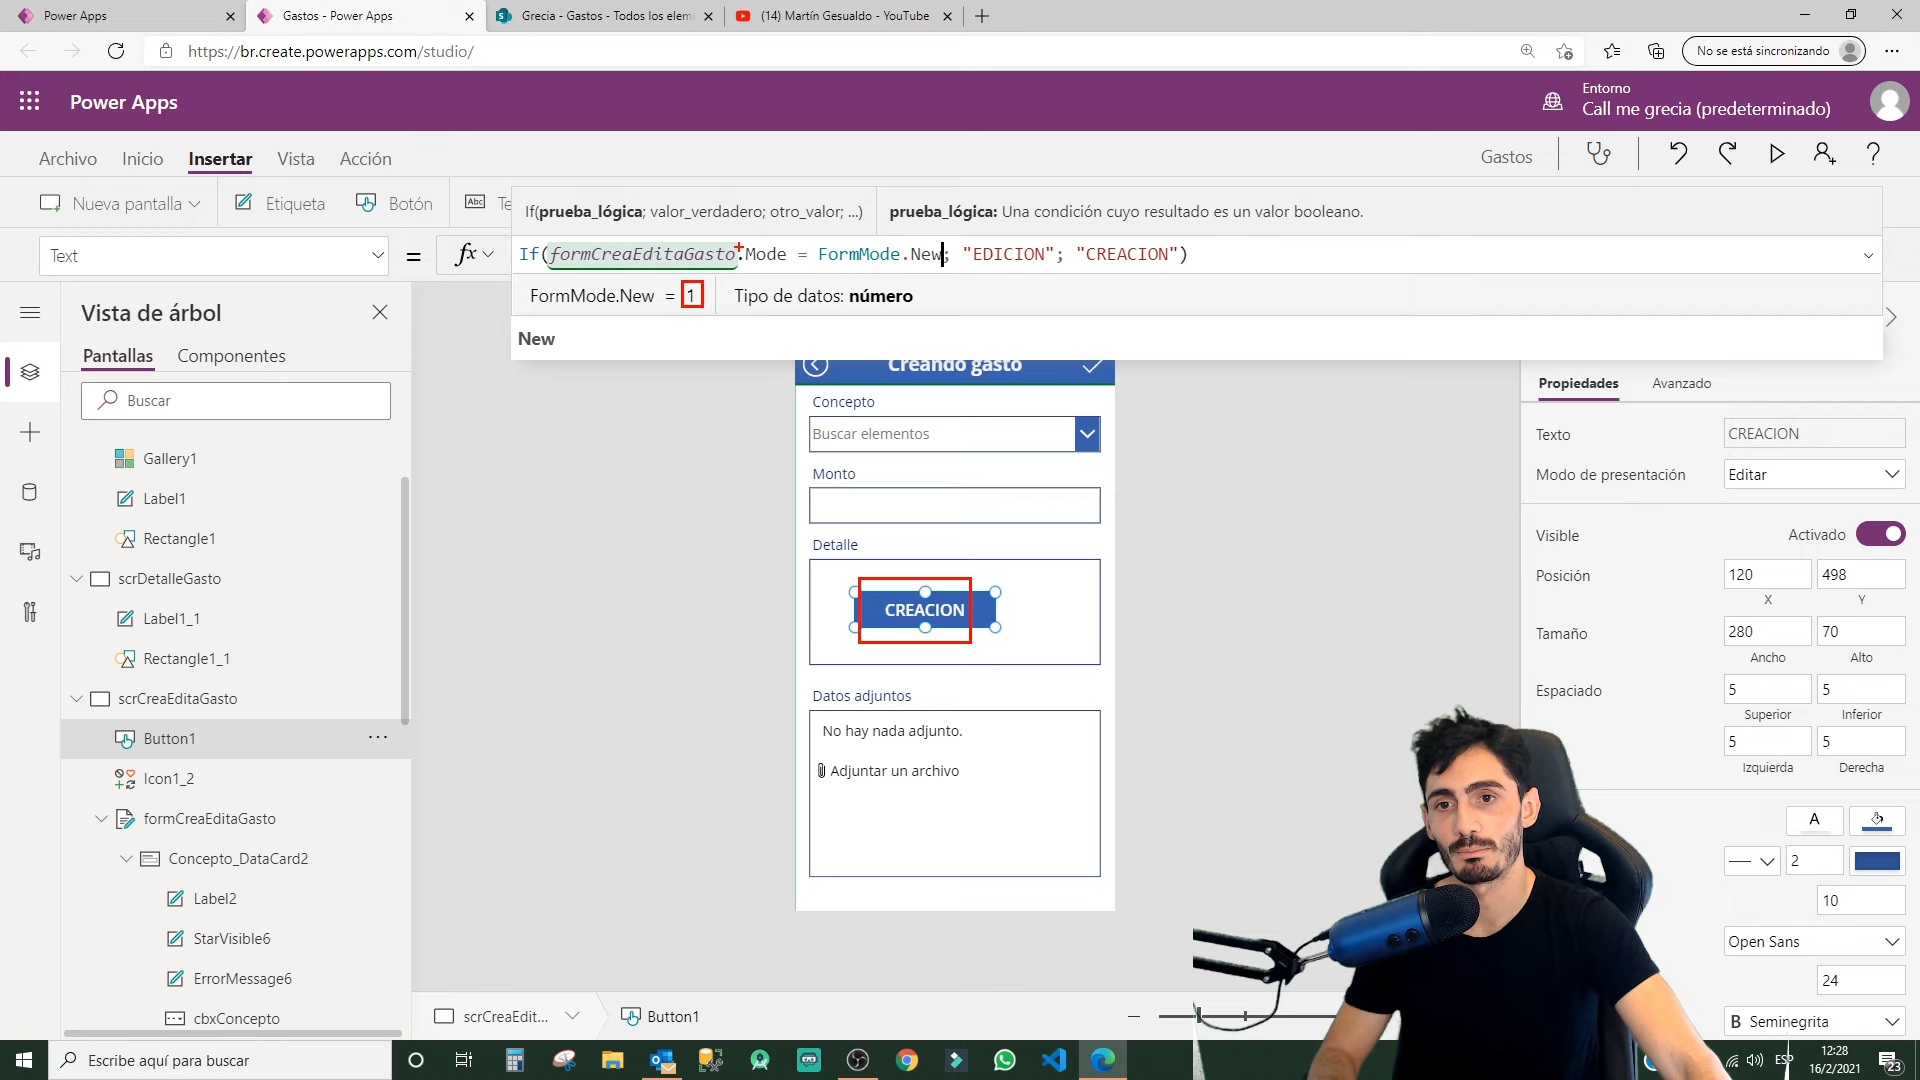 Power Apps
Gastos - Power Apps
Grecia - Gastos - Todos los elem
(14) Martín Gesualdo - YouTube
https://br.create.powerapps.com/studio/
No se está sincronizando
Power Apps
Entorno
Call me grecia (predeterminado)
Archivo
Inicio
Insertar
Vista
Acción
Gastos
Nueva pantalla
Etiqueta
Botón
Abc
Te
If(prueba_lógica; valor_verdadero; otro_valor; ...)
prueba_lógica: Una condición cuyo resultado es un valor booleano.
Text
=
fx
If(formCreaEditaGasto.Mode = FormMode.New; "EDICION"; "CREACION")
FormMode.New = 1
Tipo de datos: número
New
Vista de árbol
Pantallas
Componentes
Buscar
Gallery1
Label1
Rectangle1
scrDetalleGasto
Label1_1
Rectangle1_1
scrCreaEditaGasto
Button1
...
Icon1_2
formCreaEditaGasto
Concepto_DataCard2
Label2
StarVisible6
ErrorMessage6
cbxConcepto
Creando gasto
Concepto
Buscar elementos
Monto
Detalle
CREACION
Datos adjuntos
No hay nada adjunto.
Adjuntar un archivo
scrCreaEdit...
Button1
Propiedades
Avanzado
Texto
CREACION
Modo de presentación
Editar
Visible
Activado
Posición
120
498
X
Y
Tamaño
280
70
Ancho
Alto
Espaciado
5
5
Superior
Inferior
5
5
Izquierda
Derecha
A
2
10
Open Sans
24
B Seminegrita
Escribe aquí para buscar
ESP
12:28
16/2/2021
23